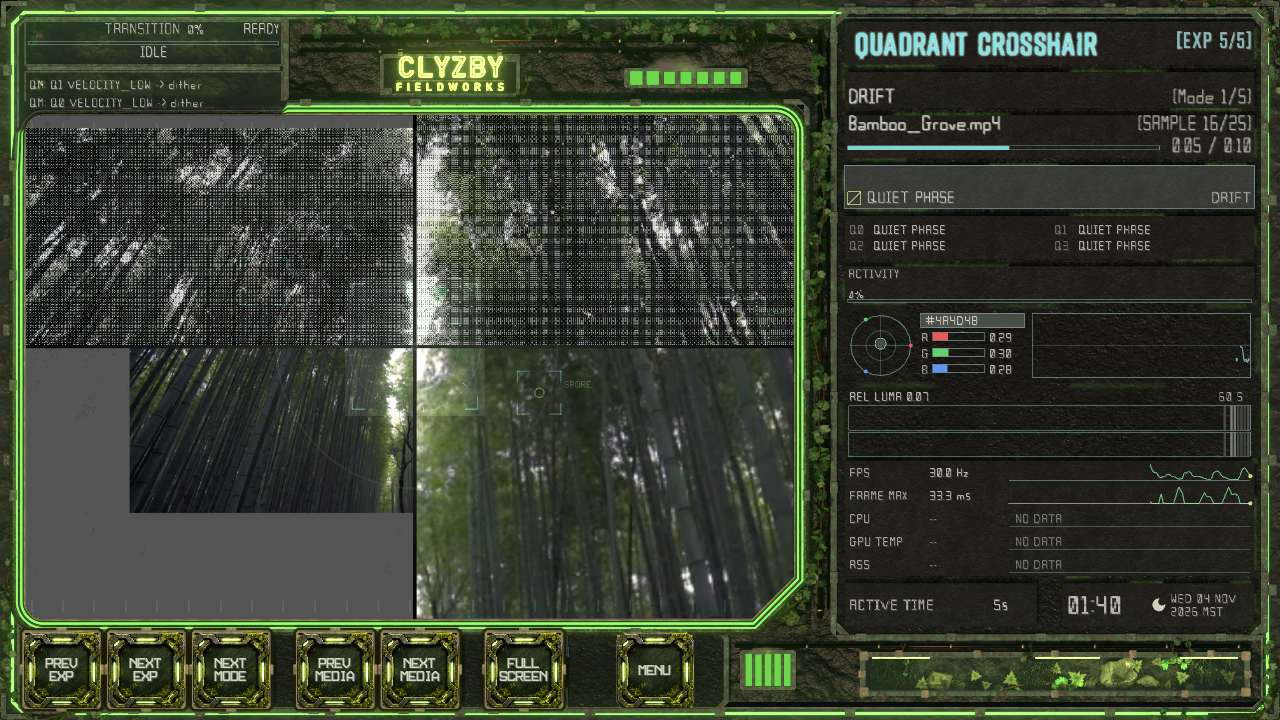 TRANSITION 0% READY
IDLE
QM Q1 VELOCITY_LOW -> dither
QM Q0 VELOCITY_LOW -> dither
CLYZBY
FIELDWORKS
SPORE
QUADRANT CROSSHAIR [EXP 5/5]
DRIFT (Mode 1/5)
Bamboo_Grove.mp4 (SAMPLE 16/25)
0:05 / 0:10
QUIET PHASE DRIFT
Q0 QUIET PHASE Q1 QUIET PHASE
Q2 QUIET PHASE Q3 QUIET PHASE
ACTIVITY
0%
#4A4D4B
R 0.29
G 0.30
B 0.28
REL LUMA 0.07 60 S
FPS 30.0 Hz
FRAME MAX 33.3 mS
CPU -- NO DATA
GPU TEMP -- NO DATA
RSS -- NO DATA
ACTIVE TIME 5s
01:40
WED 04 NOV
2026 MST
PREV
EXP
NEXT
EXP
NEXT
MODE
PREV
MEDIA
NEXT
MEDIA
FULL
SCREEN
MENU